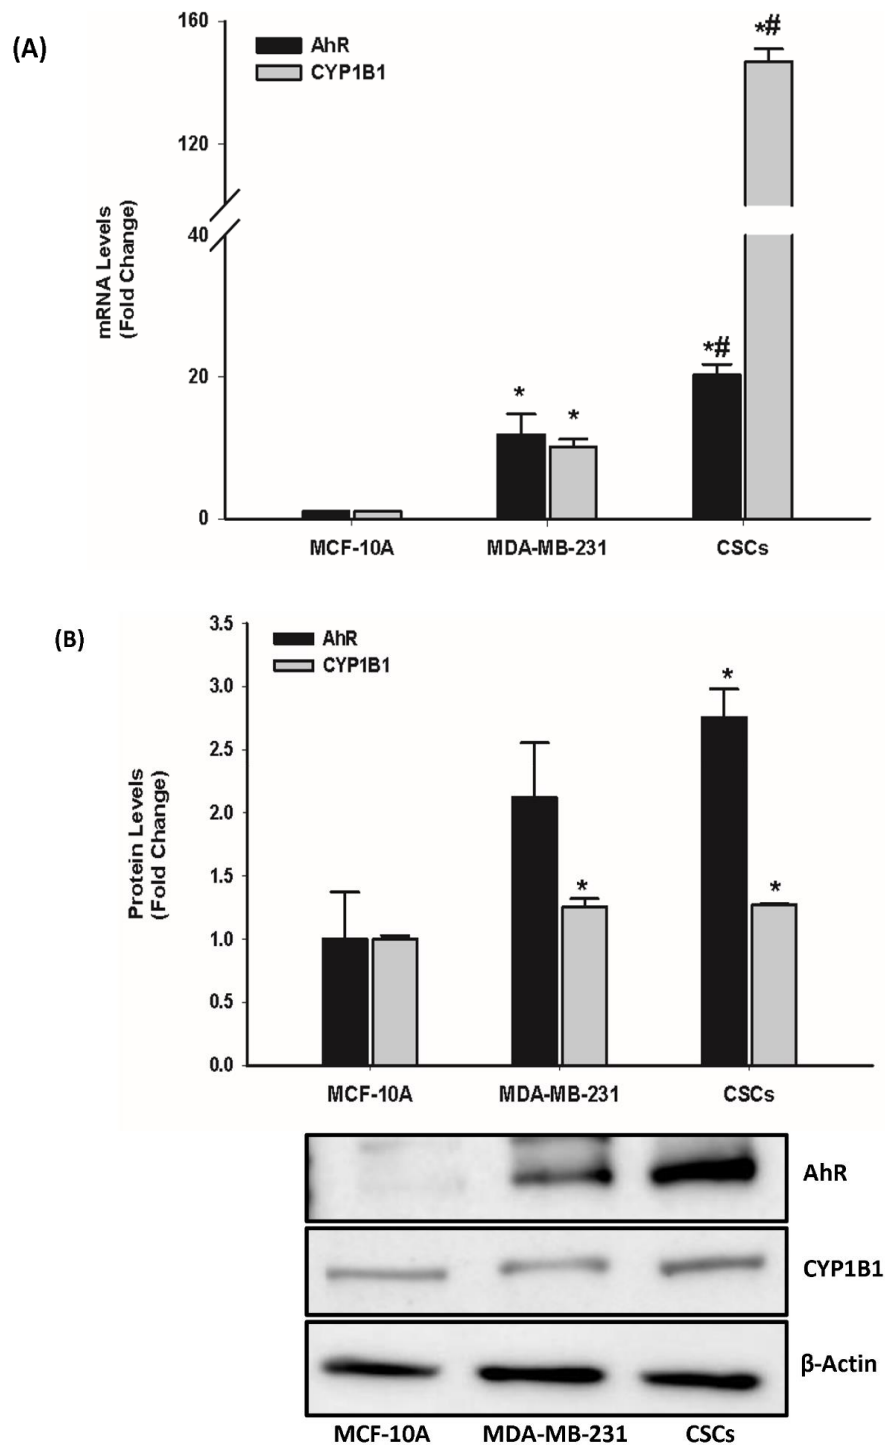 (A)
AhR
CYP1B1
160
120
40
20
0
mRNA Levels
(Fold Change)
*
*
*#
*#
MCF-10A MDA-MB-231 CSCs
(B)
AhR
CYP1B1
3.5
3.0
2.5
2.0
1.5
1.0
0.5
0.0
Protein Levels
(Fold Change)
*
*
*
MCF-10A MDA-MB-231 CSCs
AhR
CYP1B1
β-Actin
MCF-10A MDA-MB-231 CSCs